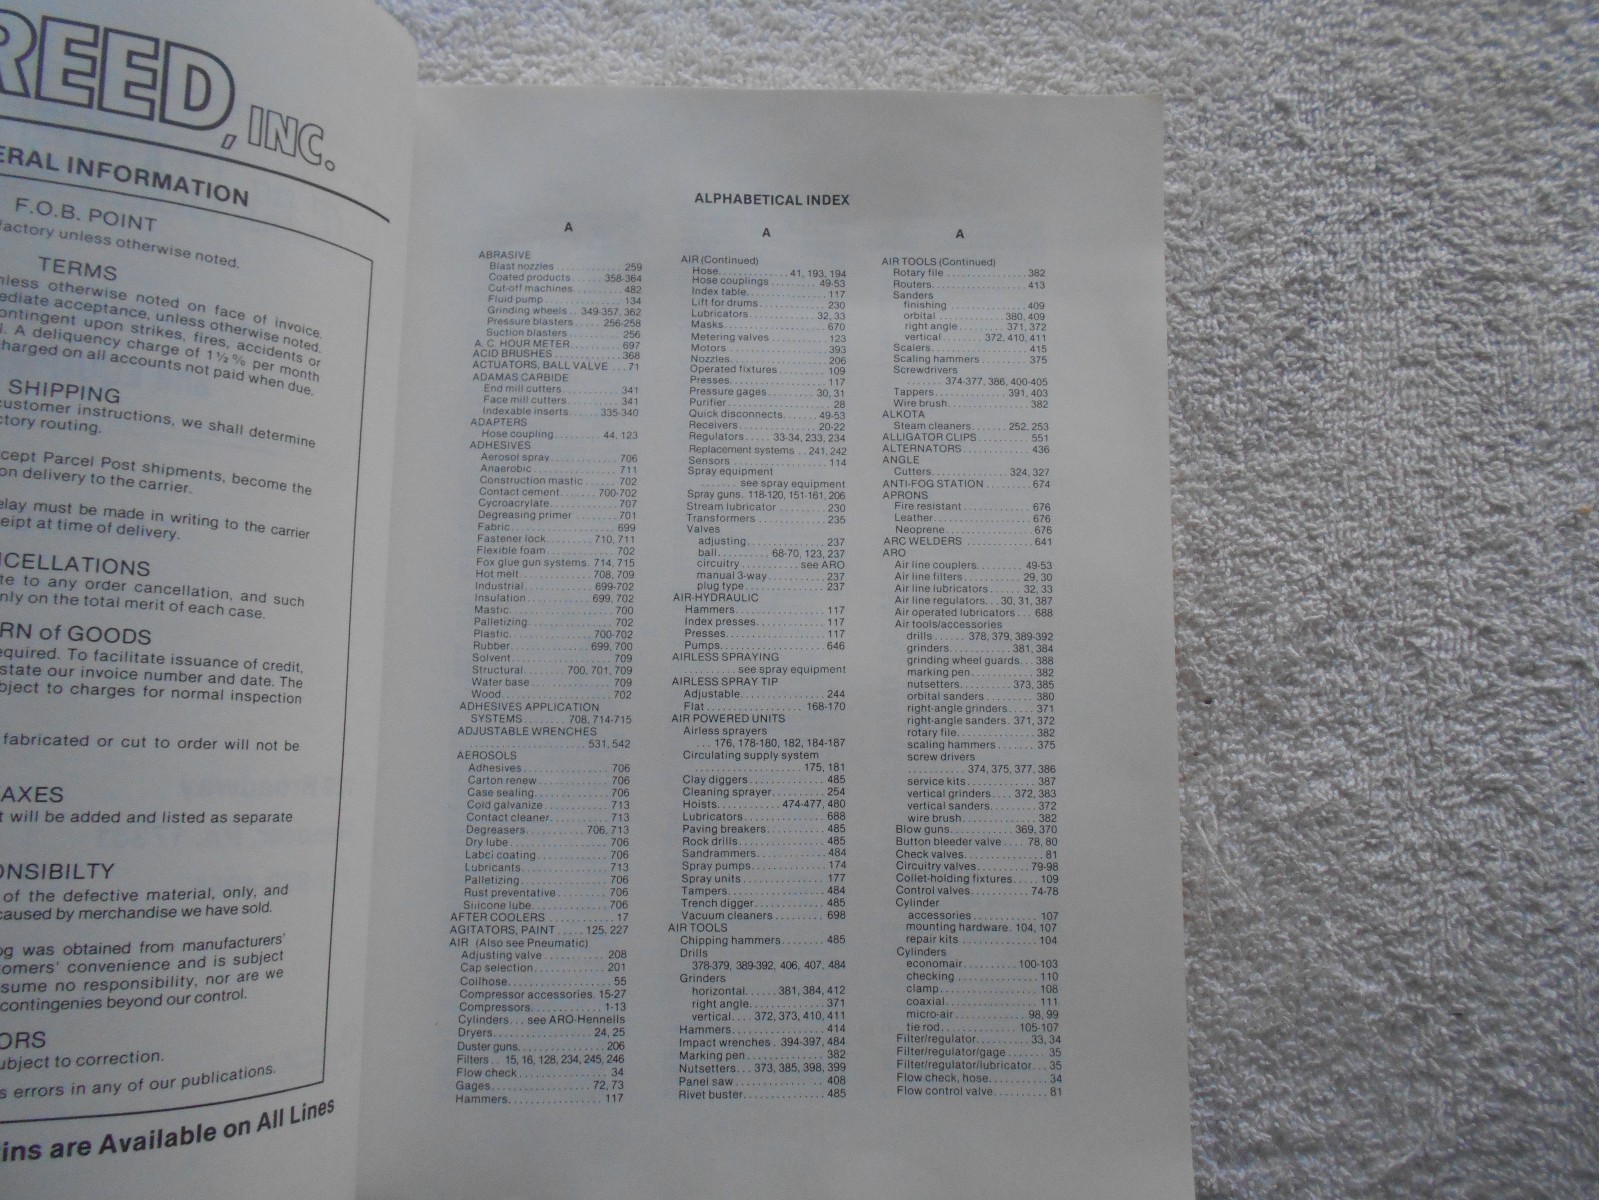 REED, INC.
ERAL INFORMATION
F.O.B. POINT
factory unless otherwise noted.
TERMS
nless otherwise noted on face of invoice
ediate acceptance, unless otherwise noted.
ontingent upon strikes, fires, accidents or
l. A deliquency charge of 1½% per month
harged on all accounts not paid when due.
SHIPPING
customer instructions, we shall determine
ctory routing.
cept Parcel Post shipments, become the
on delivery to the carrier.
elay must be made in writing to the carrier
eipt at time of delivery.
NCELLATIONS
te to any order cancellation, and such
nly on the total merit of each case.
RN of GOODS
equired. To facilitate issuance of credit,
state our invoice number and date. The
bject to charges for normal inspection
fabricated or cut to order will not be
AXES
t will be added and listed as separate
ONSIBILTY
of the defective material, only, and
caused by merchandise we have sold.
og was obtained from manufacturers'
tomers' convenience and is subject
sume no responsibility, nor are we
contingenies beyond our control.
ORS
ubject to correction.
s errors in any of our publications.
ins are Available on All Lines
ALPHABETICAL INDEX
A
ABRASIVE
Blast nozzles ............ 259
Coated products ..... 358-364
Cut-off machines ......... 482
Fluid pump ............... 134
Grinding wheels .. 349-357, 362
Pressure blasters ..... 256-258
Suction blasters .......... 256
A. C. HOUR METER ......... 697
ACID BRUSHES ............. 368
ACTUATORS, BALL VALVE ... 71
ADAMAS CARBIDE
End mill cutters .......... 341
Face mill cutters ......... 341
Indexable inserts ..... 335-340
ADAPTERS
Hose coupling ......... 44, 123
ADHESIVES
Aerosol spray ............ 706
Anaerobic ............... 711
Construction mastic ...... 702
Contact cement ....... 700-702
Cycroacrylate ............ 707
Degreasing primer ........ 701
Fabric ................... 699
Fastener lock ........ 710, 711
Flexible foam ............ 702
Fox glue gun systems. 714, 715
Hot melt ............. 708, 709
Industrial ............ 699-702
Insulation ........... 699, 702
Mastic .................. 700
Palletizing .............. 702
Plastic ............... 700-702
Rubber .............. 699, 700
Solvent ................. 709
Structural ....... 700, 701, 709
Water base .............. 709
Wood ................... 702
ADHESIVES APPLICATION
SYSTEMS ........ 708, 714-715
ADJUSTABLE WRENCHES
..................... 531, 542
AEROSOLS
Adhesives ............... 706
Carton renew ............ 706
Case sealing ............. 706
Cold galvanize ........... 713
Contact cleaner .......... 713
Degreasers .......... 706, 713
Dry lube ................. 706
Labci coating ............ 706
Lubricants ............... 713
Palletizing ............... 706
Rust preventative ......... 706
Silicone lube ............. 706
AFTER COOLERS ............ 17
AGITATORS, PAINT ..... 125, 227
AIR (Also see Pneumatic)
Adjusting valve .......... 208
Cap selection ............ 201
Coilhose ................. 55
Compressor accessories. 15-27
Compressors ............ 1-13
Cylinders ... see ARO-Hennells
Dryers ................ 24, 25
Duster guns .............. 206
Filters .. 15, 16, 128, 234, 245, 246
Flow check ............... 34
Gages ................. 72, 73
Hammers ................ 117
A
AIR (Continued)
Hose ............ 41, 193, 194
Hose couplings ........ 49-53
Index table .............. 117
Lift for drums ............ 230
Lubricators ........... 32, 33
Masks .................. 670
Metering valves .......... 123
Motors .................. 393
Nozzles ................. 206
Operated fixtures ........ 109
Presses ................. 117
Pressure gages ........ 30, 31
Purifier .................. 28
Quick disconnects ...... 49-53
Receivers ............. 20-22
Regulators ..... 33-34, 233, 234
Replacement systems .. 241, 242
Sensors ................. 114
Spray equipment
........ see spray equipment
Spray guns. 118-120, 151-161, 206
Stream lubricator ......... 230
Transformers ............ 235
Valves
adjusting ............... 237
ball ......... 68-70, 123, 237
circuitry .......... see ARO
manual 3-way ........... 237
plug type ............... 237
AIR-HYDRAULIC
Hammers ................ 117
Index presses ............ 117
Presses ................. 117
Pumps .................. 646
AIRLESS SPRAYING
.......... see spray equipment
AIRLESS SPRAY TIP
Adjustable ............... 244
Flat ................. 168-170
AIR POWERED UNITS
Airless sprayers
... 176, 178-180, 182, 184-187
Circulating supply system
................... 175, 181
Clay diggers ............. 485
Cleaning sprayer ......... 254
Hoists ........... 474-477, 480
Lubricators .............. 688
Paving breakers .......... 485
Rock drills ............... 485
Sandrammers ............ 484
Spray pumps ............ 174
Spray units .............. 177
Tampers ................ 484
Trench digger ............ 485
Vacuum cleaners ......... 698
AIR TOOLS
Chipping hammers ........ 485
Drills
378-379, 389-392, 406, 407, 484
Grinders
horizontal ..... 381, 384, 412
right angle ............. 371
vertical .... 372, 373, 410, 411
Hammers ................ 414
Impact wrenches . 394-397, 484
Marking pen ............. 382
Nutsetters ... 373, 385, 398, 399
Panel saw ............... 408
Rivet buster .............. 485
A
AIR TOOLS (Continued)
Rotary file ............... 382
Routers ................. 413
Sanders
finishing ............... 409
orbital ............ 380, 409
right angle ........ 371, 372
vertical ....... 372, 410, 411
Scalers ................. 415
Scaling hammers ......... 375
Screwdrivers
....... 374-377, 386, 400-405
Tappers ............ 391, 403
Wire brush ............... 382
ALKOTA
Steam cleaners ...... 252, 253
ALLIGATOR CLIPS .......... 551
ALTERNATORS ............. 436
ANGLE
Cutters ............. 324, 327
ANTI-FOG STATION ......... 674
APRONS
Fire resistant ............ 676
Leather ................. 676
Neoprene ............... 676
ARC WELDERS ............ 641
ARO
Air line couplers ....... 49-53
Air line filters ......... 29, 30
Air line lubricators ..... 32, 33
Air line regulators ... 30, 31, 387
Air operated lubricators ... 688
Air tools/accessories
drills ...... 378, 379, 389-392
grinders ........... 381, 384
grinding wheel guards ... 388
marking pen ............ 382
nutsetters ......... 373, 385
orbital sanders .......... 380
right-angle grinders ...... 371
right-angle sanders. 371, 372
rotary file ............... 382
scaling hammers ........ 375
screw drivers
.......... 374, 375, 377, 386
service kits ............. 387
vertical grinders .... 372, 383
vertical sanders ......... 372
wire brush .............. 382
Blow guns .......... 369, 370
Button bleeder valve .... 78, 80
Check valves .............. 81
Circuitry valves ........ 79-98
Collet-holding fixtures .... 109
Control valves ......... 74-78
Cylinder
accessories ............ 107
mounting hardware. 104, 107
repair kits .............. 104
Cylinders
economair .......... 100-103
checking ............... 110
clamp ................. 108
coaxial ................ 111
micro-air ............ 98, 99
tie rod ............ 105-107
Filter/regulator ........ 33, 34
Filter/regulator/gage ...... 35
Filter/regulator/lubricator ... 35
Flow check, hose .......... 34
Flow control valve ......... 81